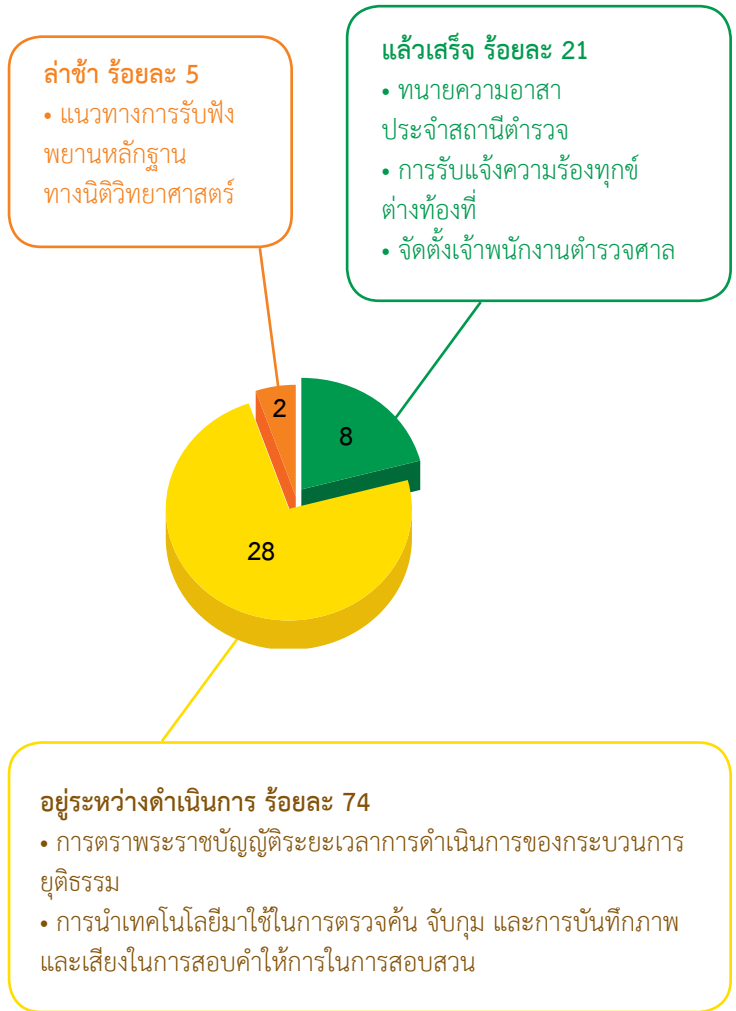 ล่าช้า ร้อยละ 5
• แนวทางการรับฟัง
พยานหลักฐาน
ทางนิติวิทยาศาสตร์
แล้วเสร็จ ร้อยละ 21
• ทนายความอาสา
ประจำสถานีตำรวจ
• การรับแจ้งความร้องทุกข์
ต่างท้องที่
• จัดตั้งเจ้าพนักงานตำรวจศาล
2
8
28
อยู่ระหว่างดำเนินการ ร้อยละ 74
• การตราพระราชบัญญัติระยะเวลาการดำเนินการของกระบวนการ
ยุติธรรม
• การนำเทคโนโลยีมาใช้ในการตรวจค้น จับกุม และการบันทึกภาพ
และเสียงในการสอบคำให้การในการสอบสวน